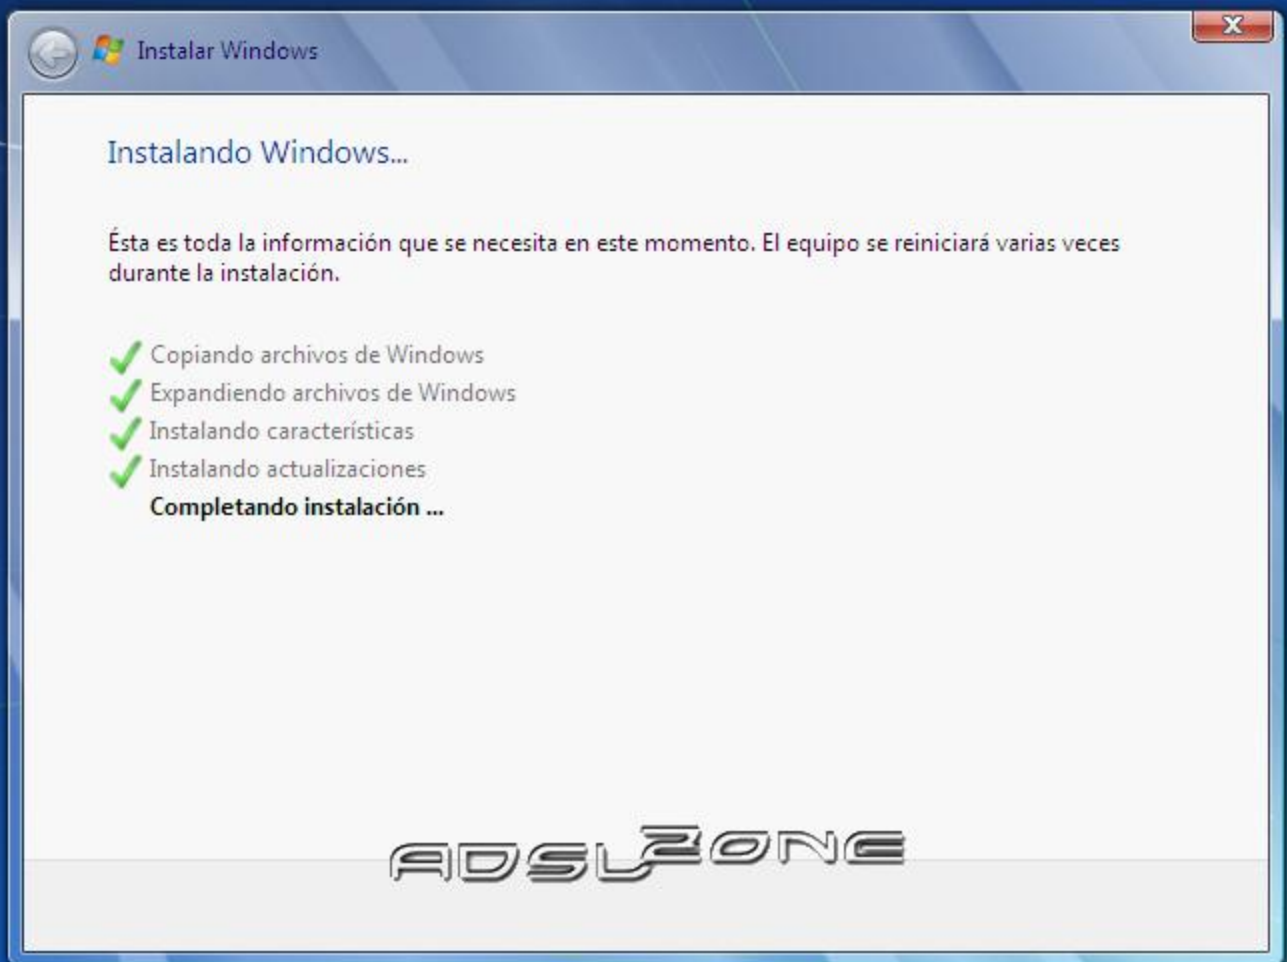 Instalar Windows
Instalando Windows...
Ésta es toda la información que se necesita en este momento. El equipo se reiniciará varias veces
durante la instalación.
Copiando archivos de Windows
Expandiendo archivos de Windows
Instalando características
Instalando actualizaciones
Completando instalación ...
ADSLZONE